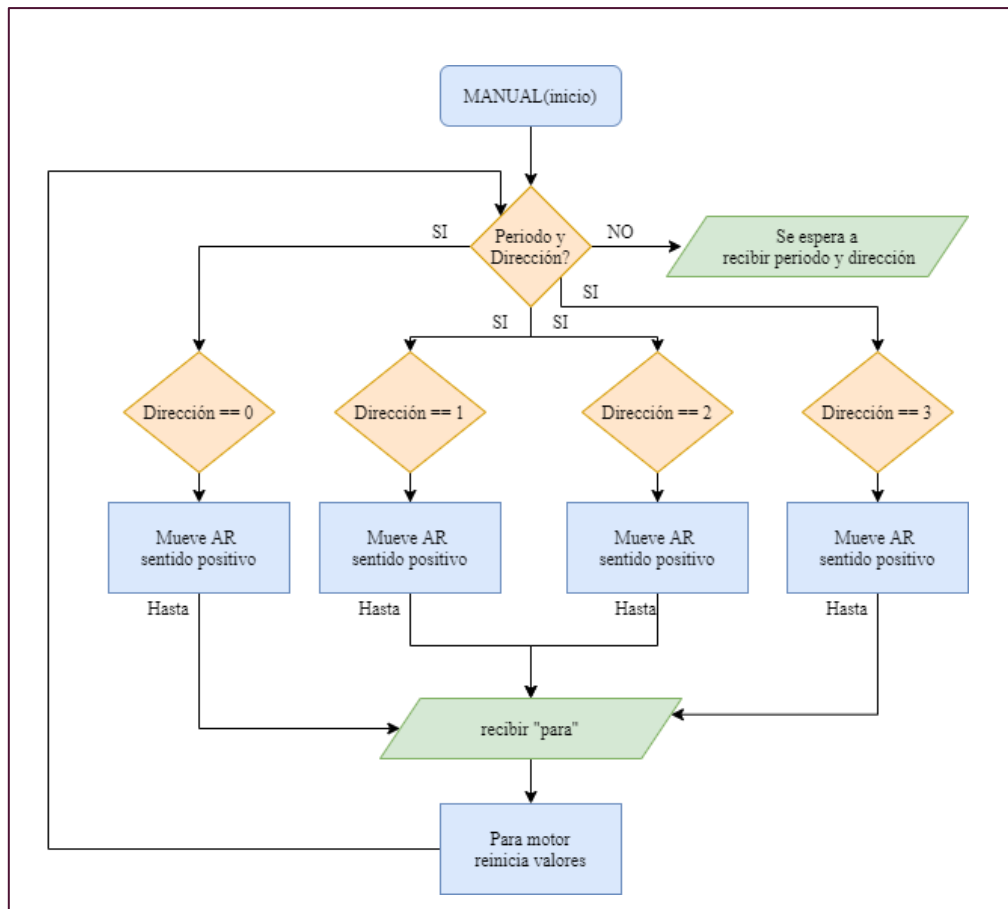 MANUAL(inicio)
SI
Periodo y
Dirección?
NO
Se espera a
recibir periodo y dirección
SI
SI
SI
Dirección == 0
Dirección == 1
Dirección == 2
Dirección == 3
Mueve AR
sentido positivo
Mueve AR
sentido positivo
Mueve AR
sentido positivo
Mueve AR
sentido positivo
Hasta
Hasta
Hasta
Hasta
recibir "para"
Para motor
reinicia valores